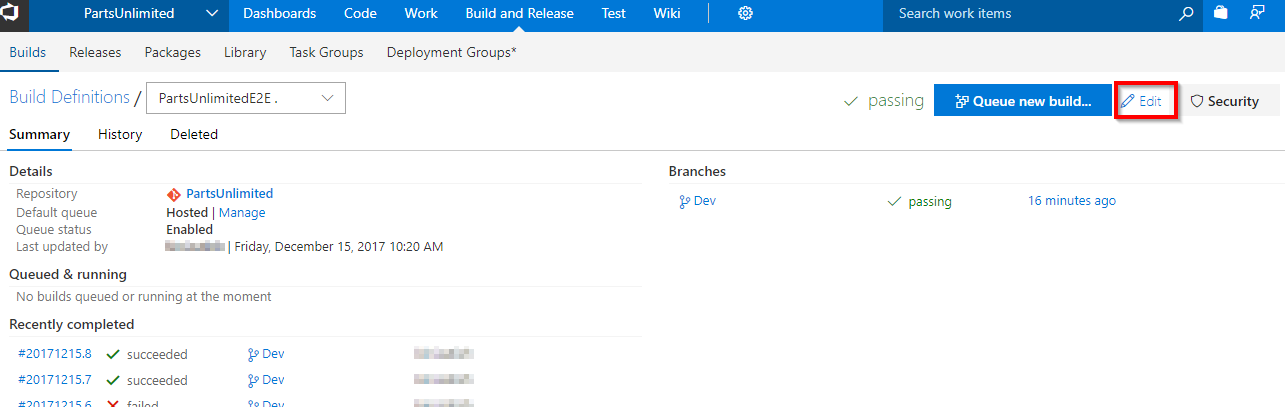 PartsUnlimited Dashboards Code Work Build and Release Test Wiki Search work items
Builds Releases Packages Library Task Groups Deployment Groups*
Build Definitions / PartsUnlimitedE2E . passing Queue new build... Edit Security
Summary History Deleted
Details Branches
Repository PartsUnlimited Dev passing 16 minutes ago
Default queue Hosted | Manage
Queue status Enabled
Last updated by | Friday, December 15, 2017 10:20 AM
Queued & running
No builds queued or running at the moment
Recently completed
#20171215.8 succeeded Dev
#20171215.7 succeeded Dev
#20171215.6 failed Dev